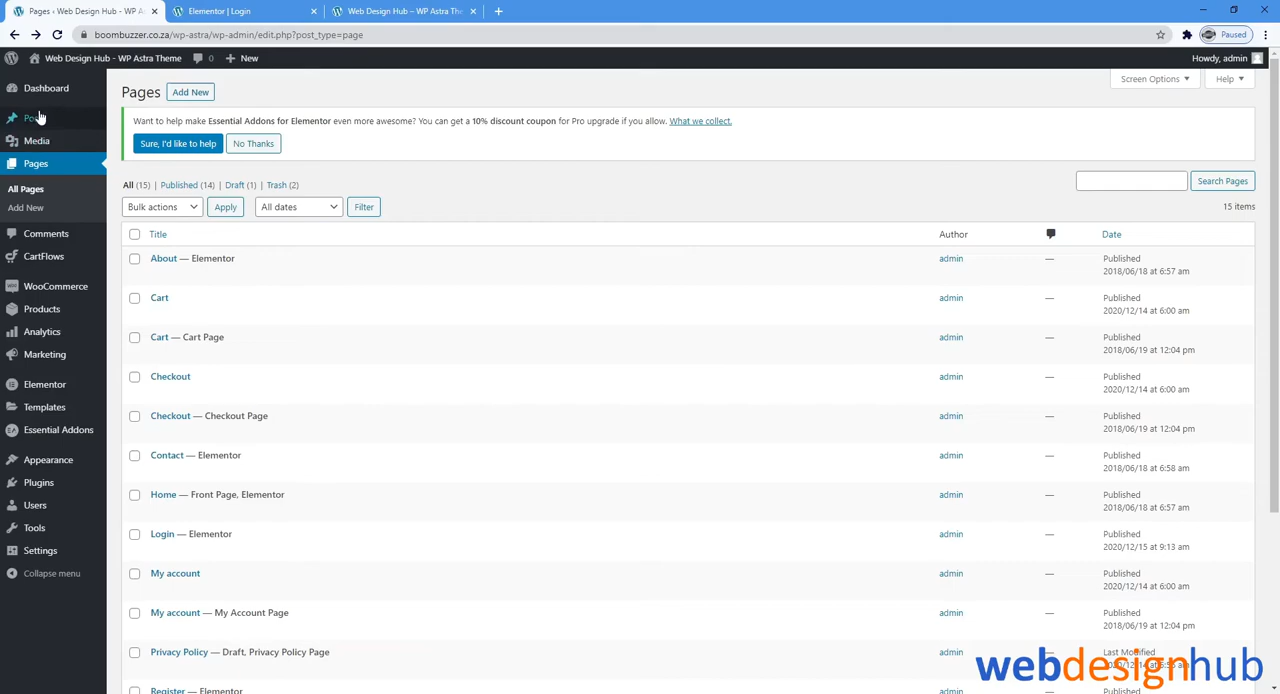 Pages ‹ Web Design Hub - WP As
Elementor | Login
Web Design Hub – WP Astra The
boombuzzer.co.za/wp-astra/wp-admin/edit.php?post_type=page
Paused
Web Design Hub - WP Astra Theme
0
New
Howdy, admin
Dashboard
Media
Pages
All Pages
Add New
Comments
CartFlows
WooCommerce
Products
Analytics
Marketing
Elementor
Templates
Essential Addons
Appearance
Plugins
Users
Tools
Settings
Collapse menu
Screen Options
Help
Pages
Add New
Want to help make Essential Addons for Elementor even more awesome? You can get a 10% discount coupon for Pro upgrade if you allow. What we collect.
Sure, I'd like to help
No Thanks
All (15) | Published (14) | Draft (1) | Trash (2)
Search Pages
Bulk actions
Apply
All dates
Filter
15 items
Title
Author
Date
About — Elementor
admin
—
Published
2018/06/18 at 6:57 am
Cart
admin
—
Published
2020/12/14 at 6:00 am
Cart — Cart Page
admin
—
Published
2018/06/19 at 12:04 pm
Checkout
admin
—
Published
2020/12/14 at 6:00 am
Checkout — Checkout Page
admin
—
Published
2018/06/19 at 12:04 pm
Contact — Elementor
admin
—
Published
2018/06/18 at 6:58 am
Home — Front Page, Elementor
admin
—
Published
2018/06/18 at 6:57 am
Login — Elementor
admin
—
Published
2020/12/15 at 9:13 am
My account
admin
—
Published
2020/12/14 at 6:00 am
My account — My Account Page
admin
—
Published
2018/06/19 at 12:04 pm
Privacy Policy — Draft, Privacy Policy Page
admin
—
Last Modified
Register — Elementor
webdesignhub